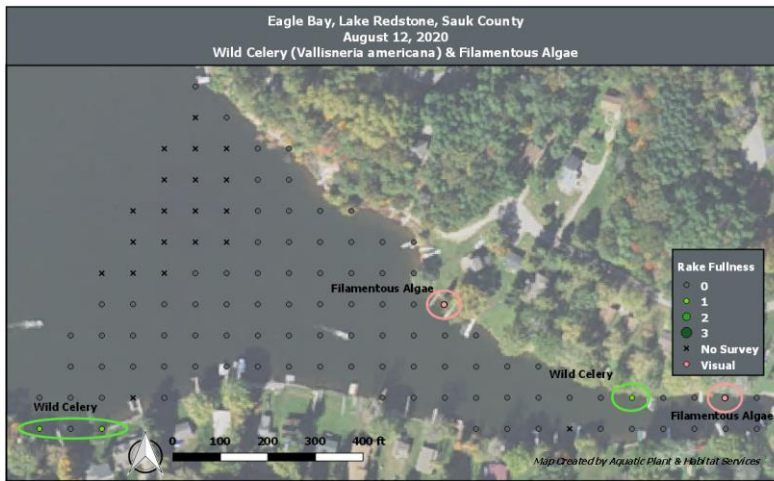 Eagle Bay, Lake Redstone, Sauk County
August 12, 2020
Wild Celery (Vallisneria americana) & Filamentous Algae
Rake Fullness
0
1
2
3
No Survey
Visual
Filamentous Algae
Wild Celery
Wild Celery
Filamentous Algae
0 100 200 300 400 ft
Map Created by Aquatic Plant & Habitat Services